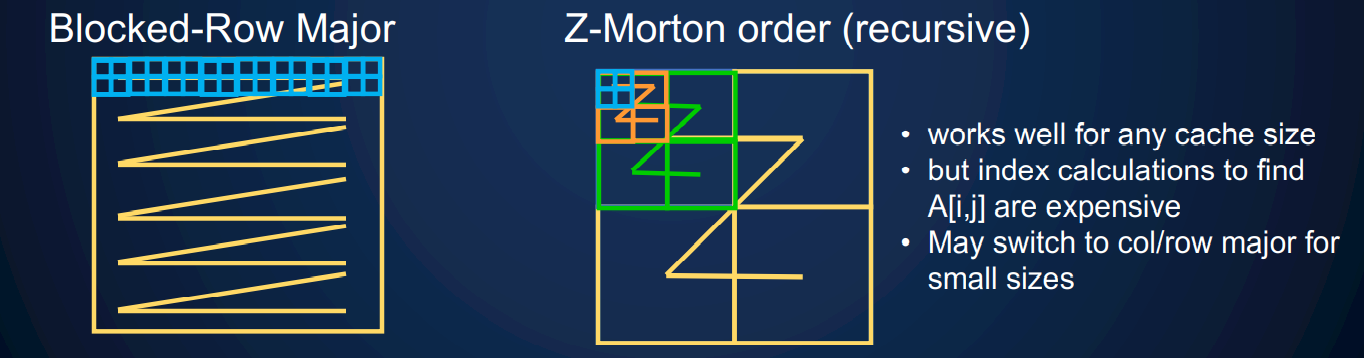 Blocked-Row Major
Z-Morton order (recursive)
• works well for any cache size
• but index calculations to find
A[i,j] are expensive
• May switch to col/row major for
small sizes